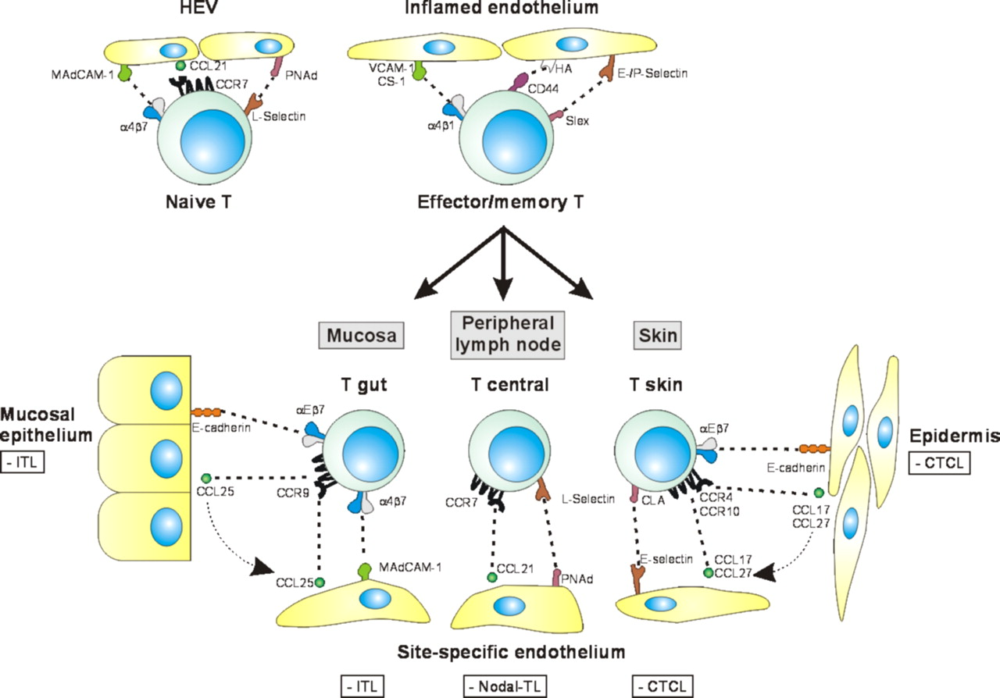 HEV
Inflamed endothelium
MAdCAM-1
CCL21
CCR7
PNAd
α4β7
L-Selectin
Naive T
VCAM-1
CS-1
HA
E-/P-Selectin
CD44
α4β1
Slex
Effector/memory T
Mucosa
Peripheral
lymph node
Skin
T gut
T central
T skin
Mucosal
epithelium
- ITL
E-cadherin
αEβ7
CCL25
CCR9
α4β7
CCL25
MAdCAM-1
CCR7
L-Selectin
CCL21
PNAd
αEβ7
E-cadherin
CLA
CCR4
CCR10
CCL17
CCL27
E-selectin
CCL17
CCL27
Epidermis
- CTCL
Site-specific endothelium
- ITL
- Nodal-TL
- CTCL